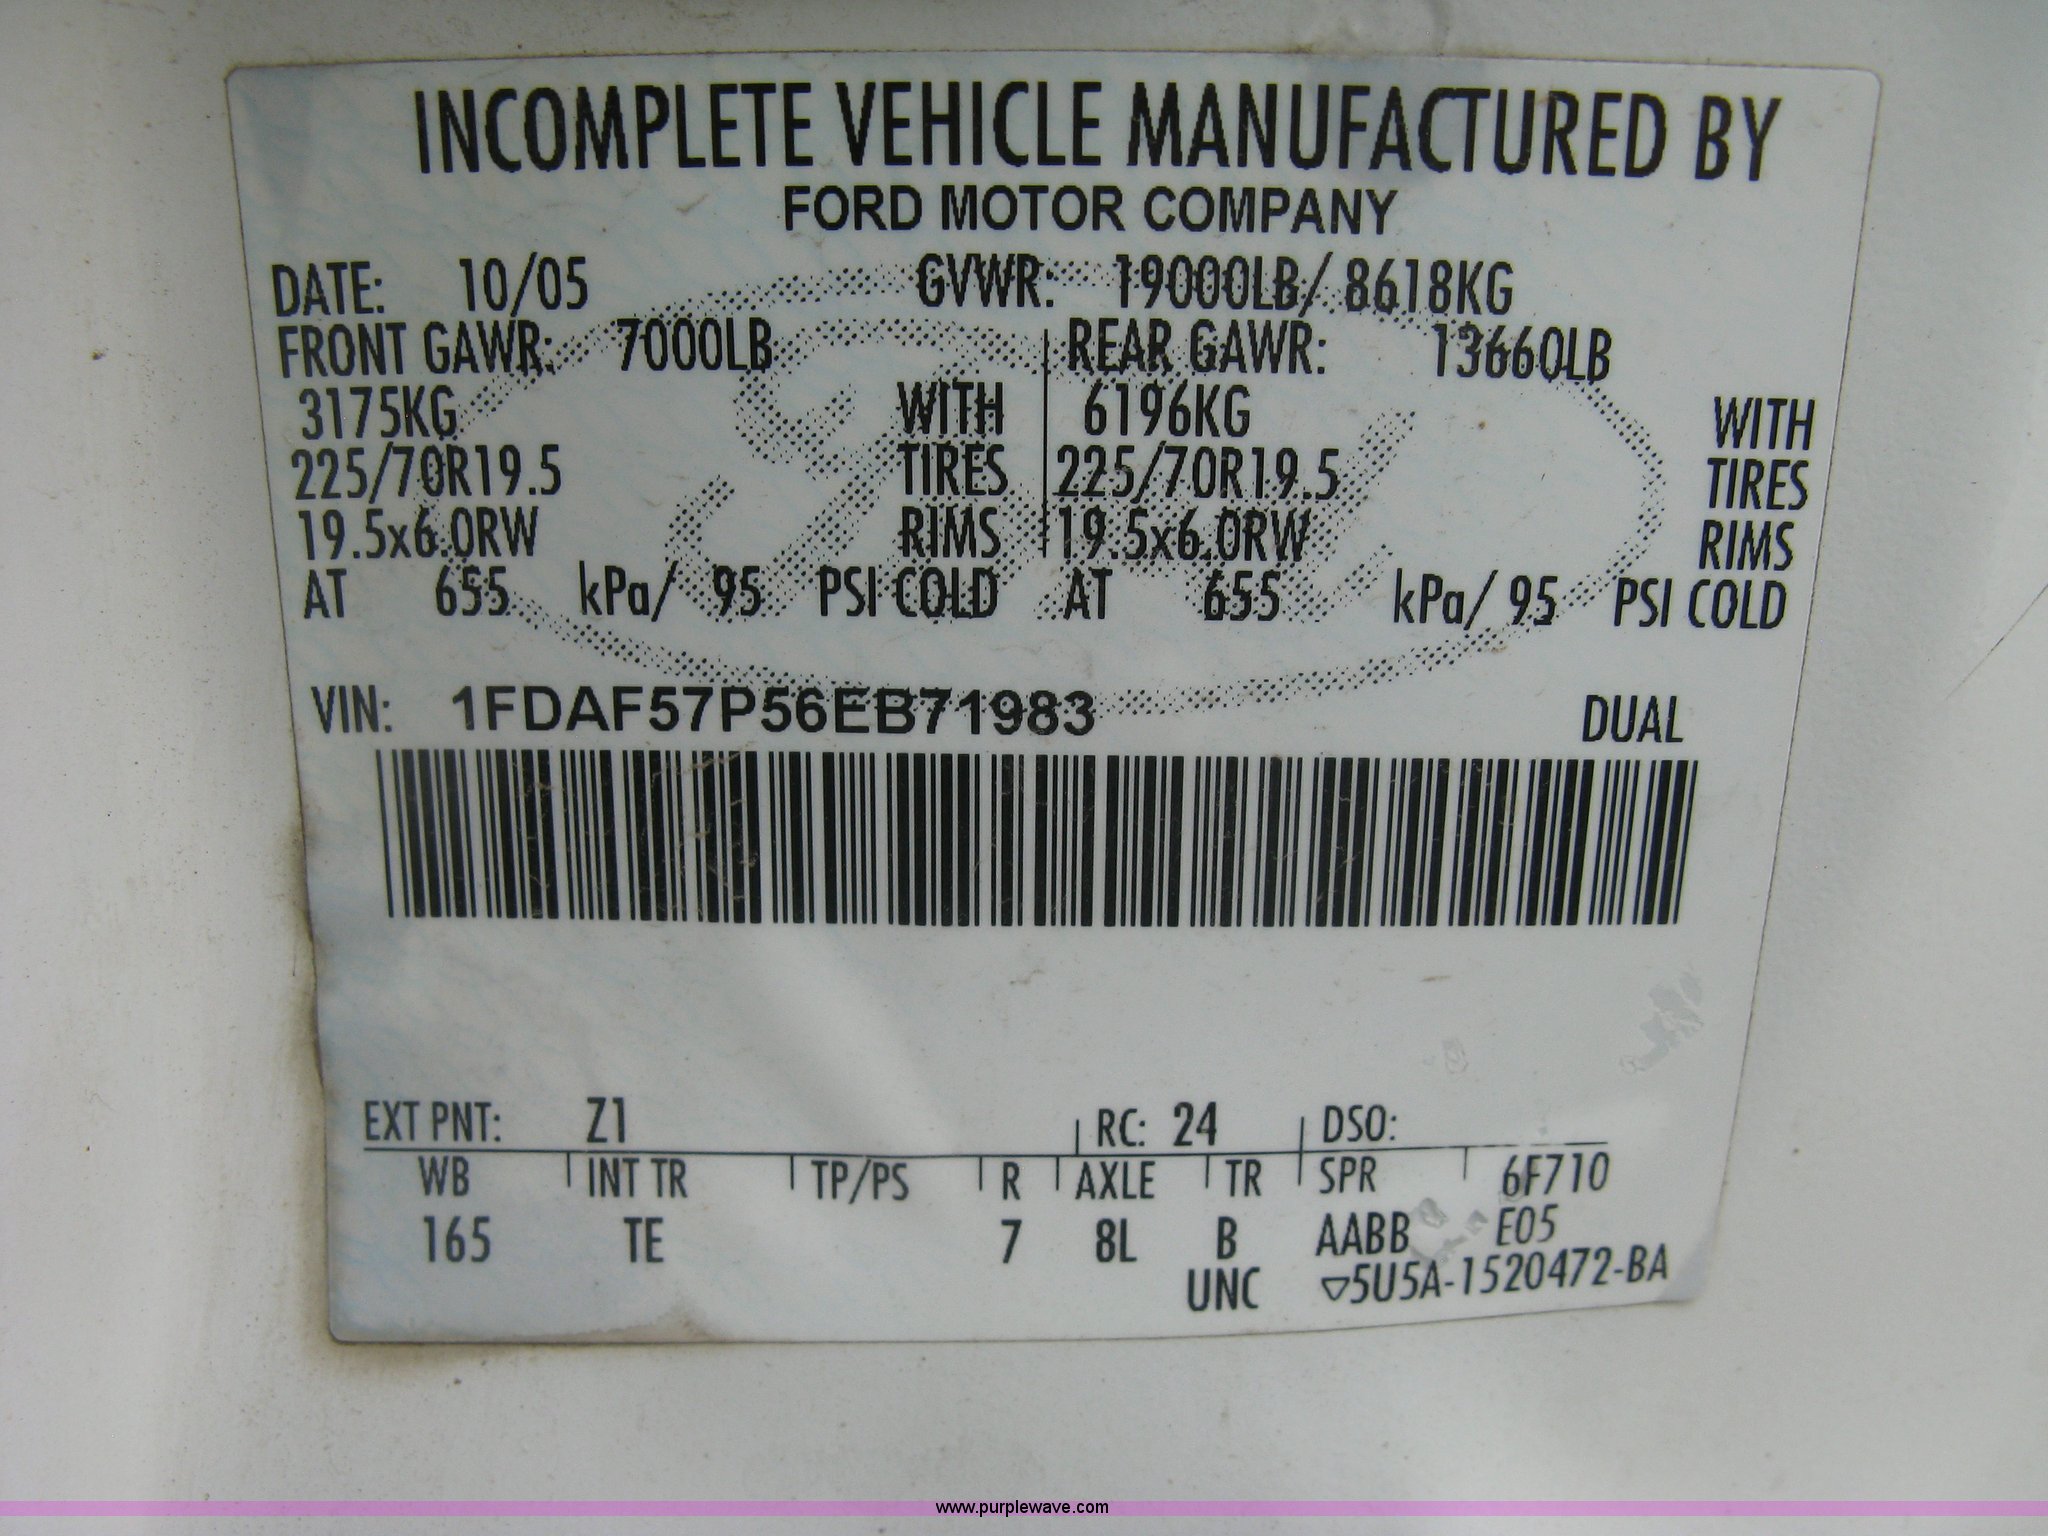 INCOMPLETE VEHICLE MANUFACTURED BY
FORD MOTOR COMPANY
DATE: 10/05 GVWR: 19000LB/ 8618KG
FRONT GAWR: 7000LB REAR GAWR: 13660LB
3175KG WITH 6196KG WITH
225/70R19.5 TIRES 225/70R19.5 TIRES
19.5x6.0RW RIMS 19.5x6.0RW RIMS
AT 655 kPa/ 95 PSI COLD AT 655 kPa/ 95 PSI COLD
VIN: 1FDAF57P56EB71983 DUAL
EXT PNT: Z1 RC: 24 DSO:
WB INT TR TP/PS R AXLE TR SPR 6F710
165 TE 7 8L B AABB E05
UNC ▽5U5A-1520472-BA
www.purplewave.com